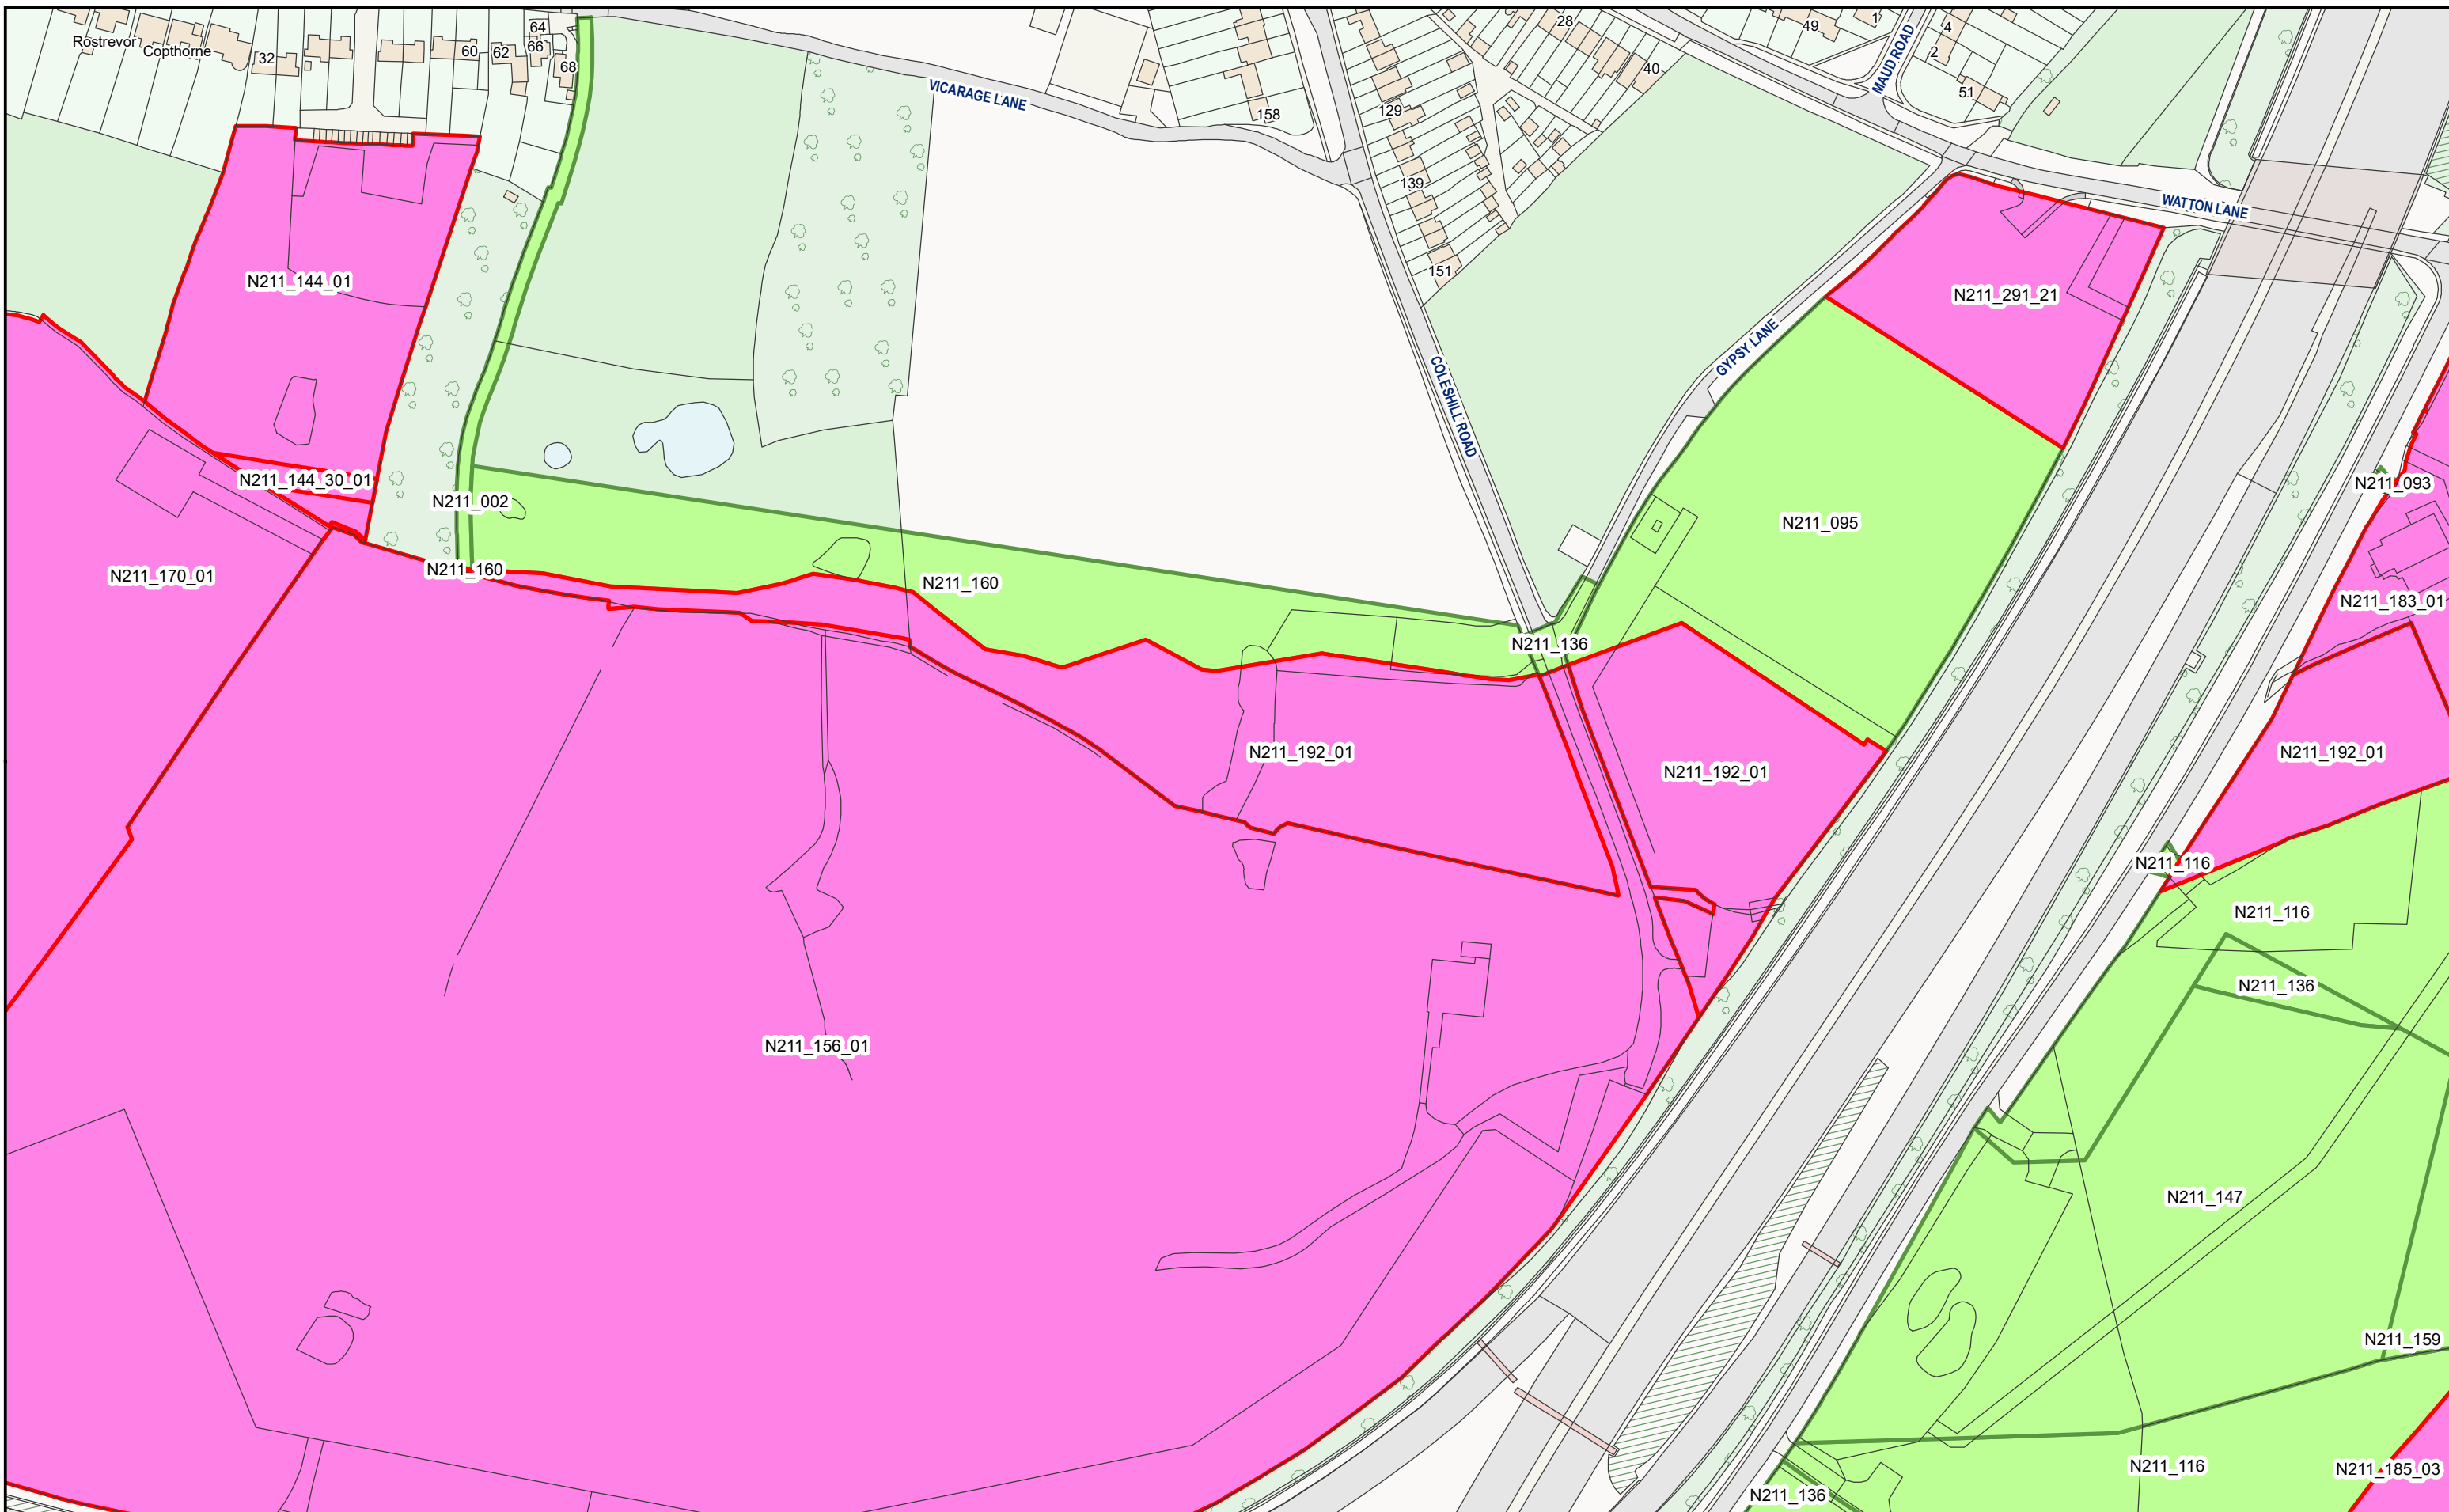 Rostrevor
Copthorne
32
60
62
64
66
68
VICARAGE LANE
158
129
139
151
28
40
49
1
MAUD ROAD
4
2
51
WATTON LANE
COLESHILL ROAD
GYPSY LANE
N211_144_01
N211_291_21
N211_144_30_01
N211_002
N211_093
N211_095
N211_170_01
N211_160
N211_160
N211_183_01
N211_136
N211_192_01
N211_192_01
N211_192_01
N211_116
N211_116
N211_136
N211_156_01
N211_147
N211_159
N211_116
N211_185_03
N211_136